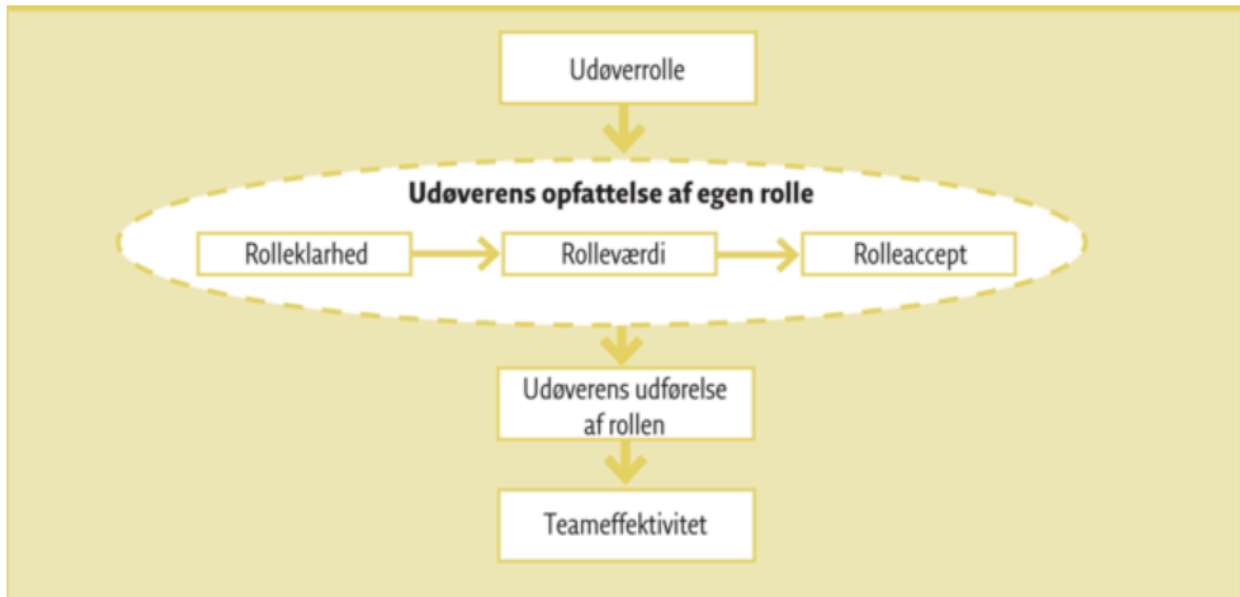 Udøverrolle
Udøverens opfattelse af egen rolle
Rolleklarhed
Rolleværdi
Rolleaccept
Udøverens udførelse
af rollen
Teameffektivitet